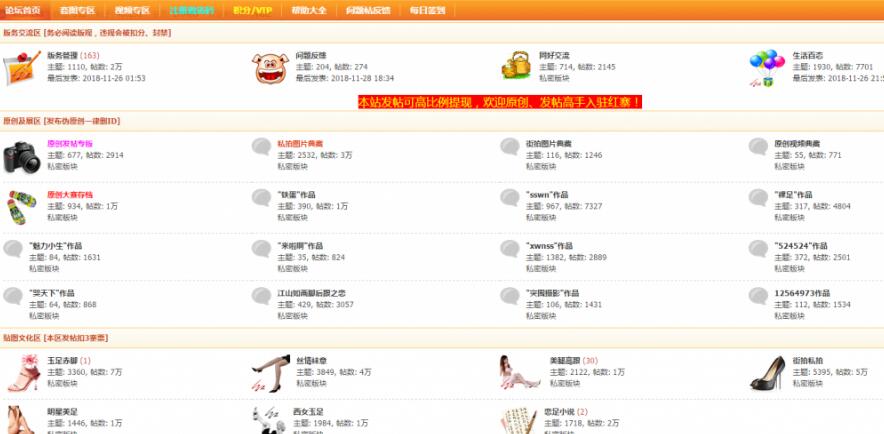 论坛首页 套图专区 视频专区 注册邀请码 积分/VIP 帮助大全 问题帖反馈 每日签到
版务交流区 [务必阅读版规，违规会被扣分、封禁]
版务管理 (163) 问题反馈 同好交流 生活百态
主题: 1110, 帖数: 2万 主题: 204, 帖数: 274 主题: 714, 帖数: 2145 主题: 1930, 帖数: 7701
最后发表: 2018-11-26 01:53 最后发表: 2018-11-28 18:34 私密版块 最后发表: 2018-11-26 21:5
本站发帖可高比例提现，欢迎原创、发帖高手入驻红寨！
原创及展区 [发布伪原创一律删ID]
原创发帖专版 私拍图片典藏 街拍图片典藏 原创视频典藏
主题: 677, 帖数: 2914 主题: 2532, 帖数: 3万 主题: 116, 帖数: 1246 主题: 55, 帖数: 771
私密版块 私密版块 私密版块 私密版块
原创大赛存档 "铁蛋"作品 "sswn"作品 "裸足"作品
主题: 934, 帖数: 1万 主题: 390, 帖数: 1万 主题: 967, 帖数: 7327 主题: 317, 帖数: 4804
私密版块 私密版块 私密版块 私密版块
"魅力小生"作品 "来啦啊"作品 "xwnss"作品 "524524"作品
主题: 84, 帖数: 1631 主题: 35, 帖数: 824 主题: 1382, 帖数: 2889 主题: 372, 帖数: 2501
私密版块 私密版块 私密版块 私密版块
"哭天下"作品 江山如画脚后跟之恋 "突围摄影"作品 12564973作品
主题: 64, 帖数: 868 主题: 429, 帖数: 3057 主题: 106, 帖数: 1431 主题: 112, 帖数: 1534
私密版块 私密版块 私密版块 私密版块
贴图文化区 [本区发帖扣3寨票]
玉足赤脚 (1) 丝情袜意 美腿高跟 (30) 街拍私拍
主题: 3360, 帖数: 7万 主题: 3849, 帖数: 4万 主题: 2122, 帖数: 1万 主题: 5395, 帖数: 5万
私密版块 私密版块 私密版块 私密版块
明星美足 西女玉足 恋足小说 (2)
主题: 1446, 帖数: 1万 主题: 1984, 帖数: 1万 主题: 1718, 帖数: 2万
私密版块 私密版块 私密版块